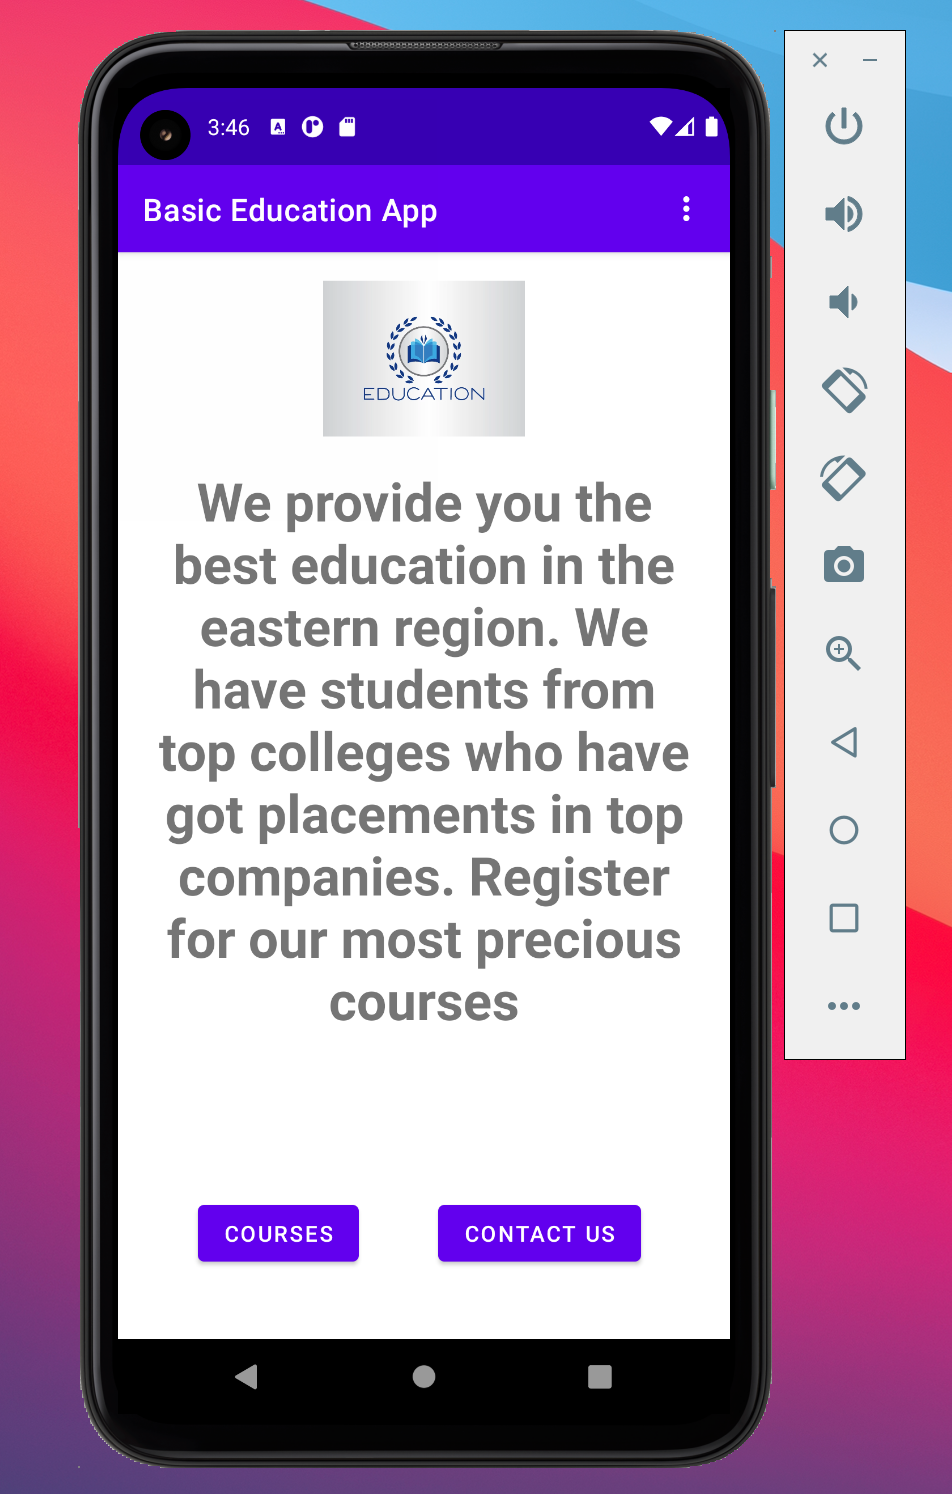 3:46
Basic Education App
EDUCATION
We provide you the
best education in the
eastern region. We
have students from
top colleges who have
got placements in top
companies. Register
for our most precious
courses
COURSES
CONTACT US